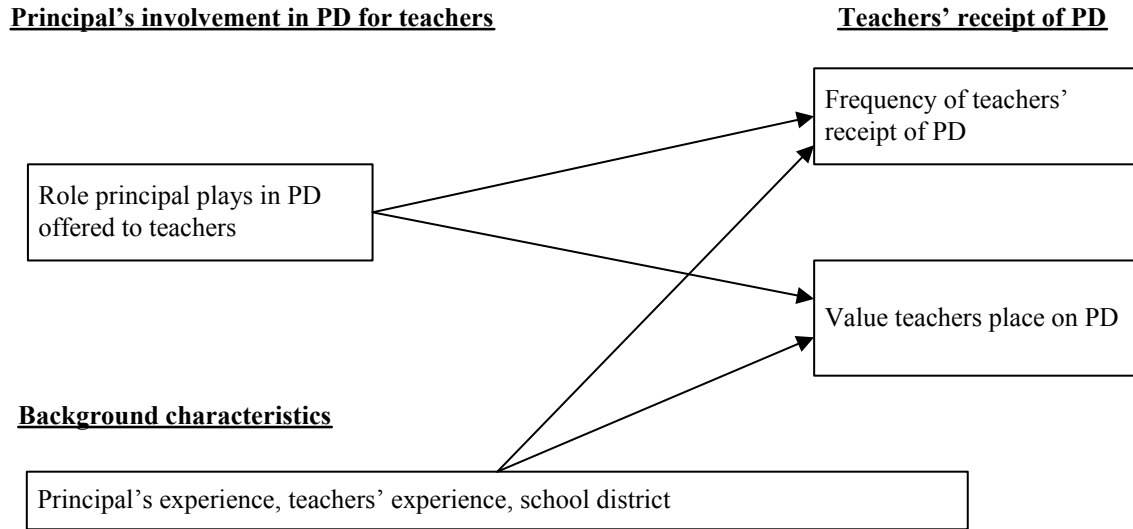 Principal’s involvement in PD for teachers
Teachers’ receipt of PD
Frequency of teachers’
receipt of PD
Role principal plays in PD
offered to teachers
Value teachers place on PD
Background characteristics
Principal’s experience, teachers’ experience, school district